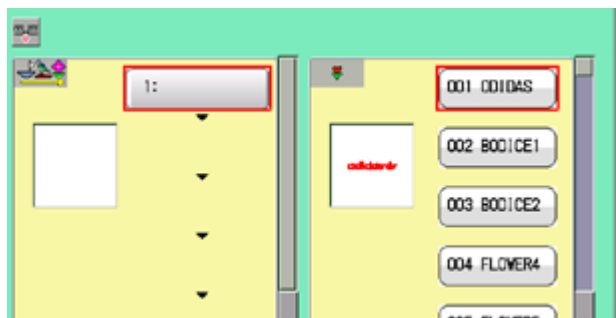 1:
001 ODIDAS
002 BODICE1
003 BODICE2
004 FLOWER4